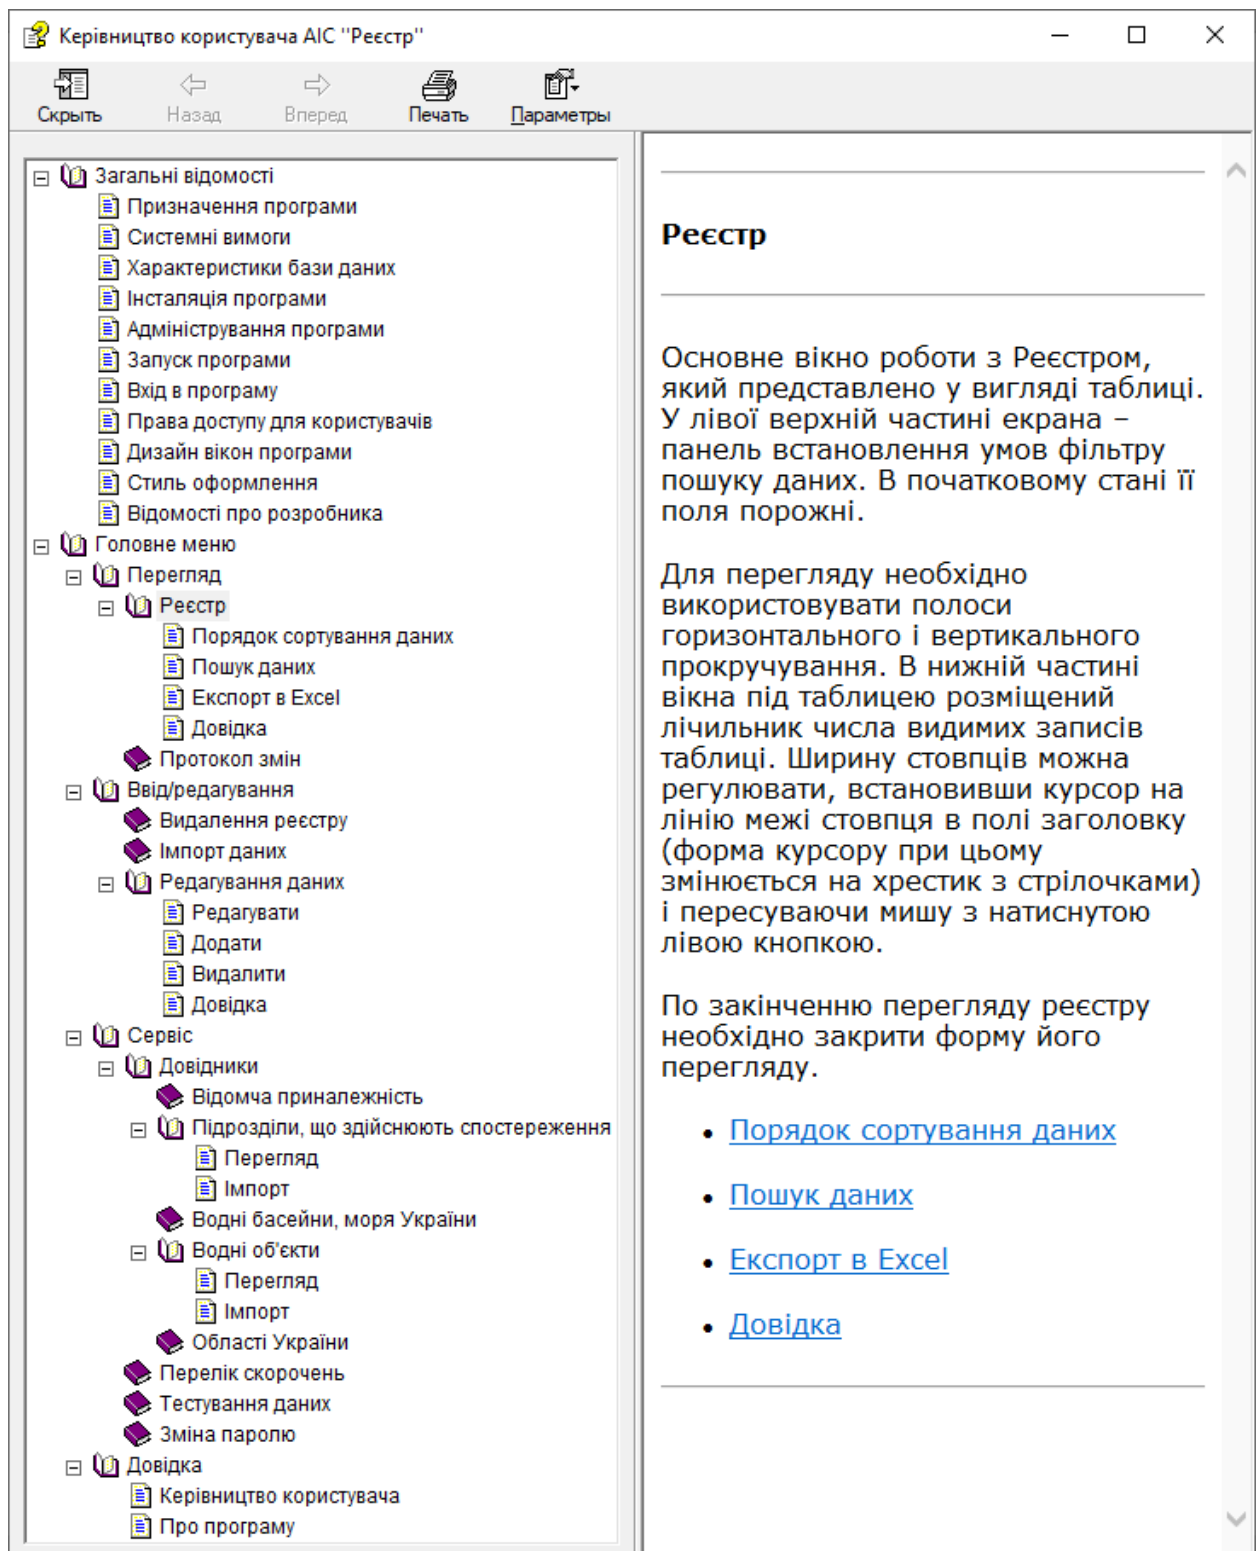 Керівництво користувача АІС "Реєстр"
Скрыть Назад Вперед Печать Параметры
Загальні відомості
Призначення програми
Системні вимоги
Характеристики бази даних
Інсталяція програми
Адміністрування програми
Запуск програми
Вхід в програму
Права доступу для користувачів
Дизайн вікон програми
Стиль оформлення
Відомості про розробника
Головне меню
Перегляд
Реєстр
Порядок сортування даних
Пошук даних
Експорт в Excel
Довідка
Протокол змін
Ввід/редагування
Видалення реєстру
Імпорт даних
Редагування даних
Редагувати
Додати
Видалити
Довідка
Сервіс
Довідники
Відомча приналежність
Підрозділи, що здійснюють спостереження
Перегляд
Імпорт
Водні басейни, моря України
Водні об'єкти
Перегляд
Імпорт
Області України
Перелік скорочень
Тестування даних
Зміна паролю
Довідка
Керівництво користувача
Про програму
Реєстр
Основне вікно роботи з Реєстром,
який представлено у вигляді таблиці.
У лівої верхній частині екрана –
панель встановлення умов фільтру
пошуку даних. В початковому стані її
поля порожні.
Для перегляду необхідно
використовувати полоси
горизонтального і вертикального
прокручування. В нижній частині
вікна під таблицею розміщений
лічильник числа видимих записів
таблиці. Ширину стовпців можна
регулювати, встановивши курсор на
лінію межі стовпця в полі заголовку
(форма курсору при цьому
змінюється на хрестик з стрілочками)
і пересуваючи мишу з натиснутою
лівою кнопкою.
По закінченню перегляду реєстру
необхідно закрити форму його
перегляду.
• Порядок сортування даних
• Пошук даних
• Експорт в Excel
• Довідка